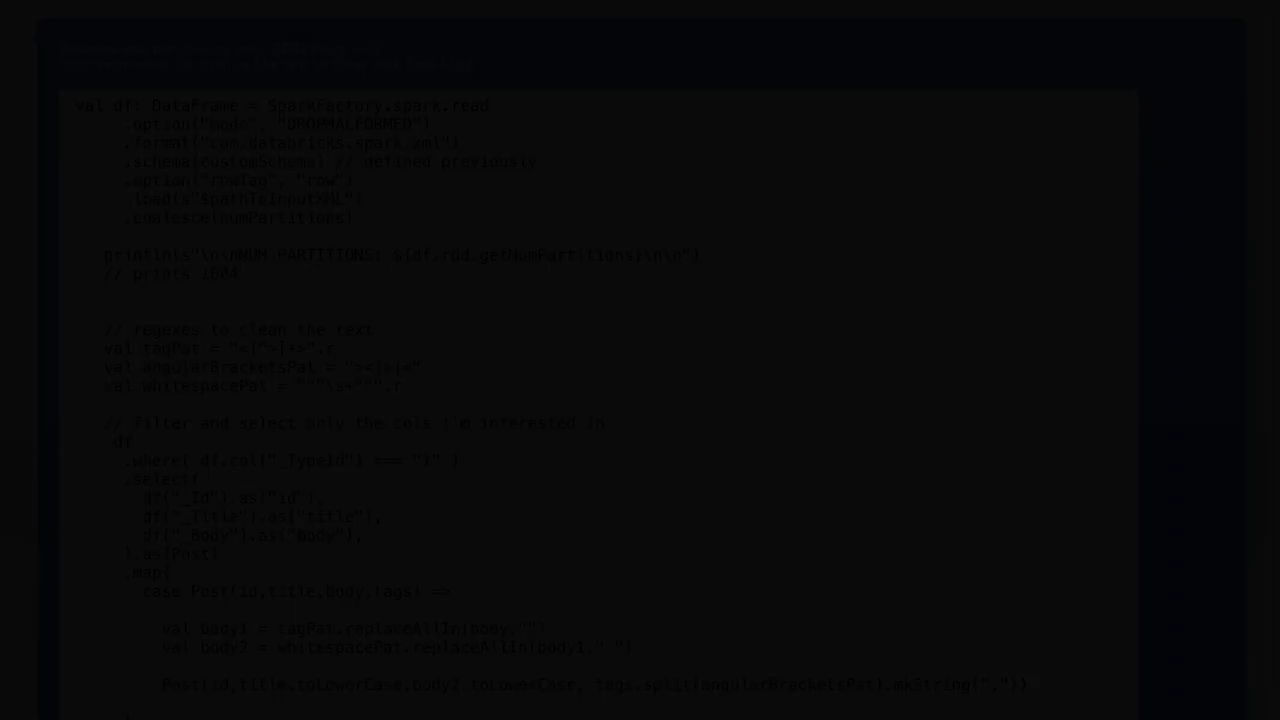 val df: DataFrame = SparkFactory.spark.read
.option("mode", "DROPMALFORMED")
.format("com.databricks.spark.xml")
.schema(customSchema) // defined previously
.option("rowTag", "row")
.load(s"$pathToInputXML")
.coalesce(numPartitions)
println(s"\n\nNUM PARTITIONS: ${df.rdd.getNumPartitions}\n\n")
// prints 1604
// regexes to clean the text
val tagPat = "<[^>]+>".r
val angularBracketsPat = "><|>|<"
val whitespacePat = """\s+""".r
// filter and select only the cols i'm interested in
df
.where( df.col("_TypeId") === "1" )
.select(
df("_Id").as("id"),
df("_Title").as("title"),
df("_Body").as("body"),
).as[Post]
.map{
case Post(id,title,body,tags) =>
val body1 = tagPat.replaceAllIn(body,"")
val body2 = whitespacePat.replaceAllIn(body1," ")
Post(id,title.toLowerCase,body2.toLowerCase, tags.split(angularBracketsPat).mkString(","))